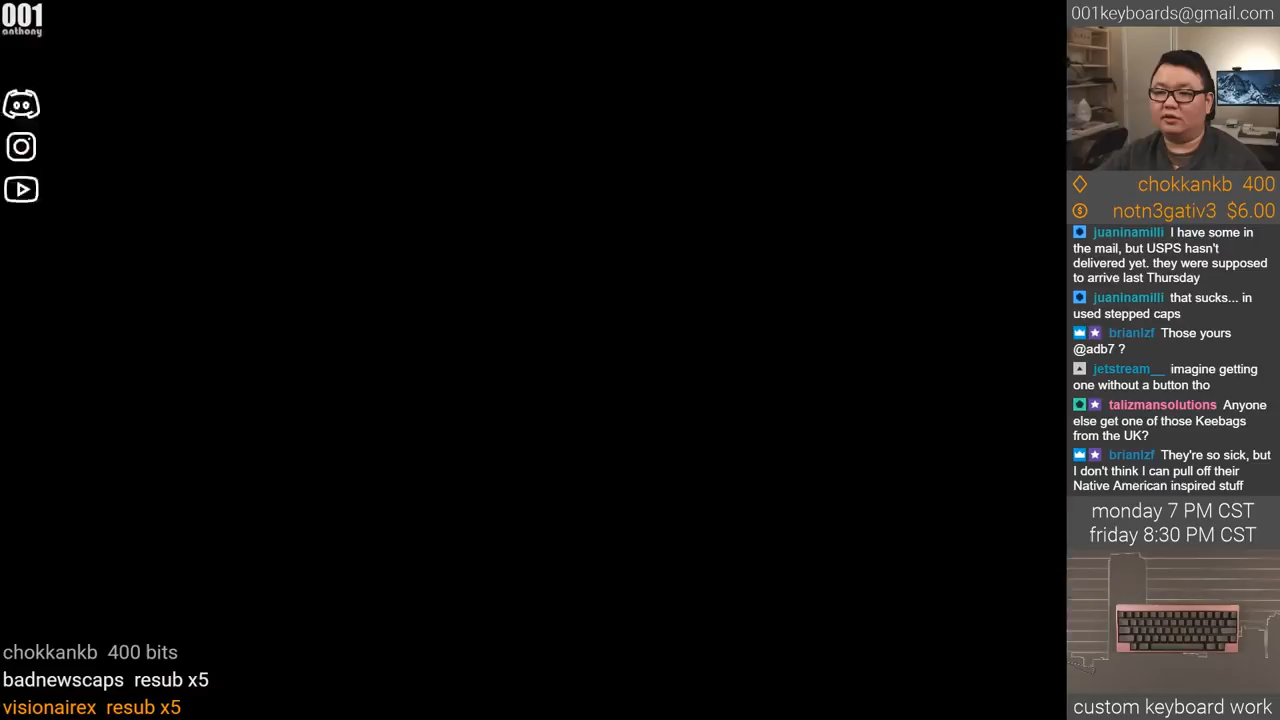 001
anthony
001keyboards@gmail.com
chokkankb 400
notn3gativ3 $6.00
juaninamilli I have some in
the mail, but USPS hasn't
delivered yet. they were supposed
to arrive last Thursday
juaninamilli that sucks... in
used stepped caps
brianlzf Those yours
@adb7 ?
jetstream__ imagine getting
one without a button tho
talizmansolutions Anyone
else get one of those Keebags
from the UK?
brianlzf They're so sick, but
I don't think I can pull off their
Native American inspired stuff
monday 7 PM CST
friday 8:30 PM CST
custom keyboard work
chokkankb 400 bits
badnewscaps resub x5
visionairex resub x5